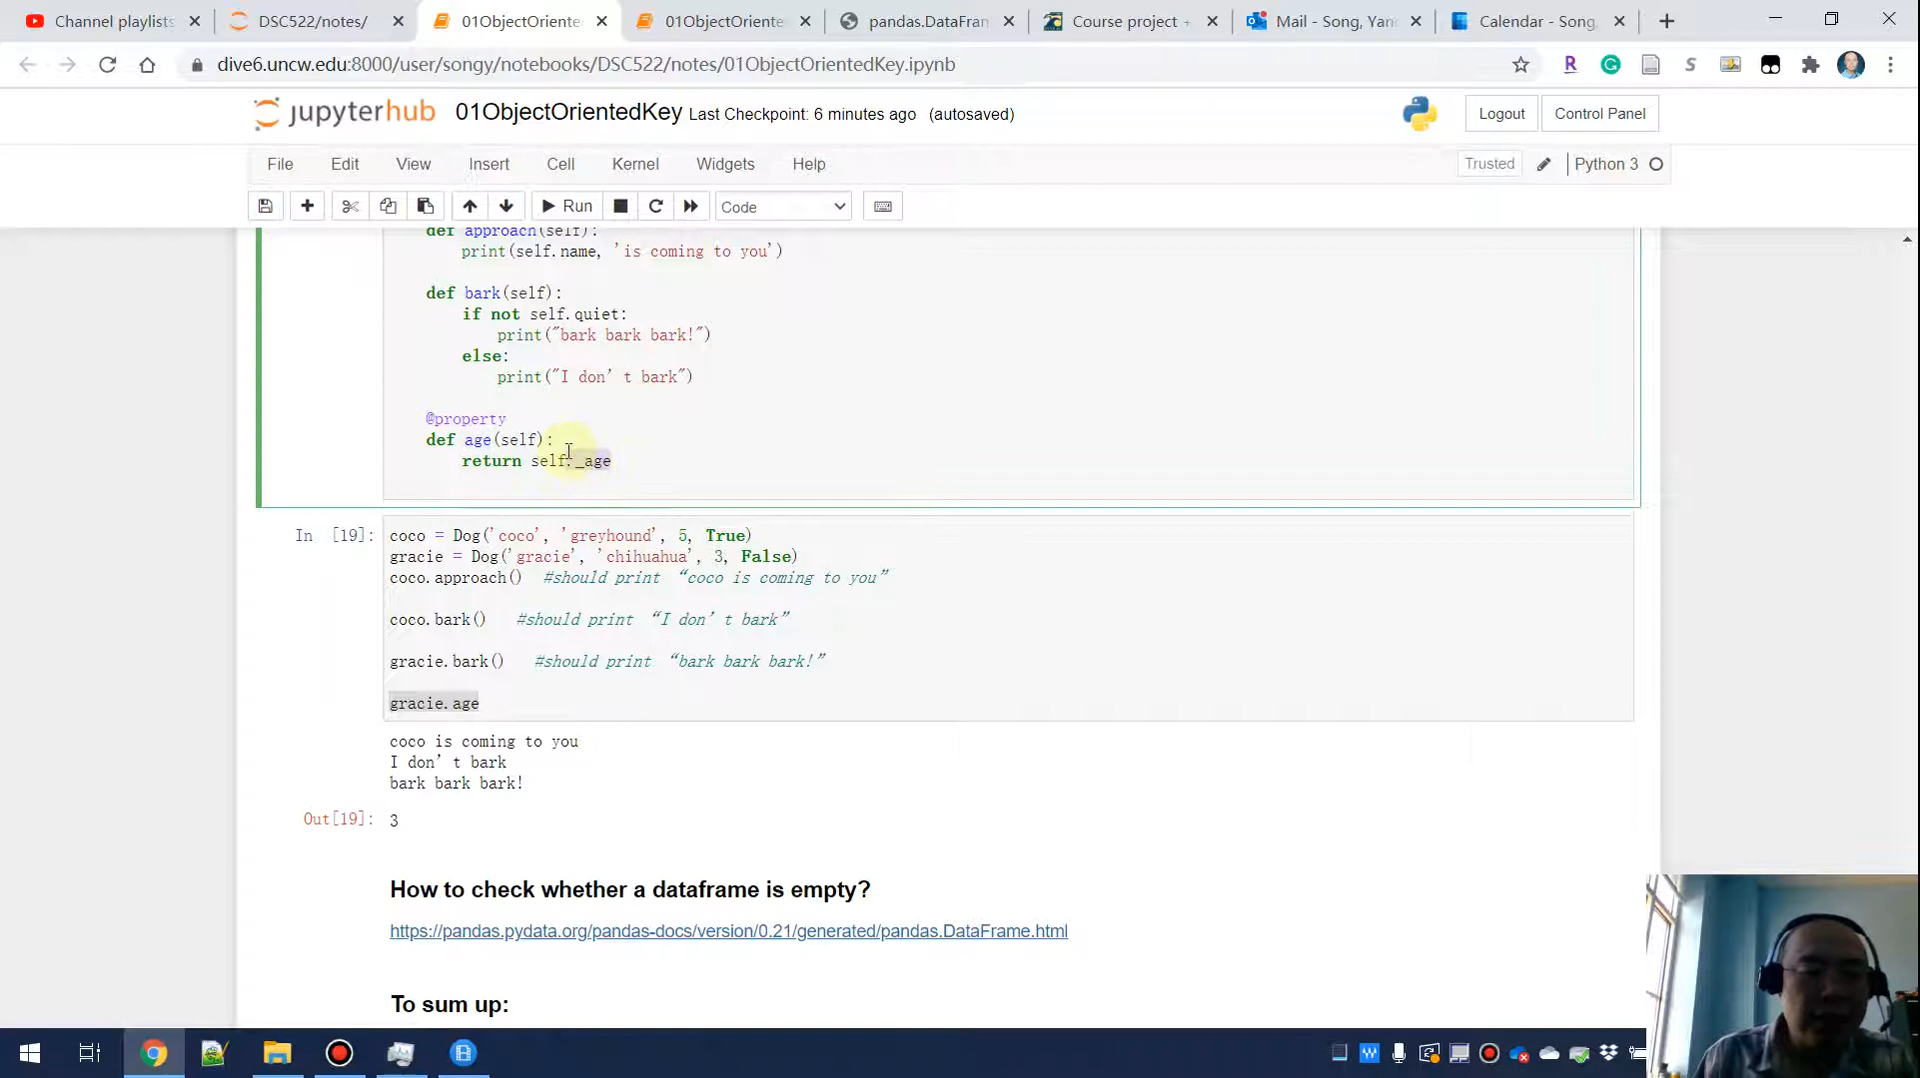 Channel playlists
DSC522/notes/
01ObjectOriente
01ObjectOriente
pandas.DataFran
Course project +
Mail - Song, Yan
Calendar - Song,
dive6.uncw.edu:8000/user/songy/notebooks/DSC522/notes/01ObjectOrientedKey.ipynb
jupyterhub 01ObjectOrientedKey Last Checkpoint: 6 minutes ago (autosaved)
Logout Control Panel
File Edit View Insert Cell Kernel Widgets Help
Trusted Python 3
Run Code
def approach(self):
print(self.name, 'is coming to you')
def bark(self):
if not self.quiet:
print("bark bark bark!")
else:
print("I don’t bark")
@property
def age(self):
return self._age
In [19]:
coco = Dog('coco', 'greyhound', 5, True)
gracie = Dog('gracie', 'chihuahua', 3, False)
coco.approach() #should print “coco is coming to you”
coco.bark() #should print “I don’t bark”
gracie.bark() #should print “bark bark bark!”
gracie.age
coco is coming to you
I don’t bark
bark bark bark!
Out[19]: 3
How to check whether a dataframe is empty?
https://pandas.pydata.org/pandas-docs/version/0.21/generated/pandas.DataFrame.html
To sum up: